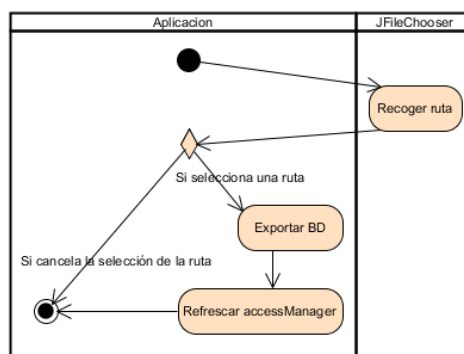 Aplicacion
JFileChooser
Recoger ruta
Si selecciona una ruta
Exportar BD
Si cancela la selección de la ruta
Refrescar accessManager